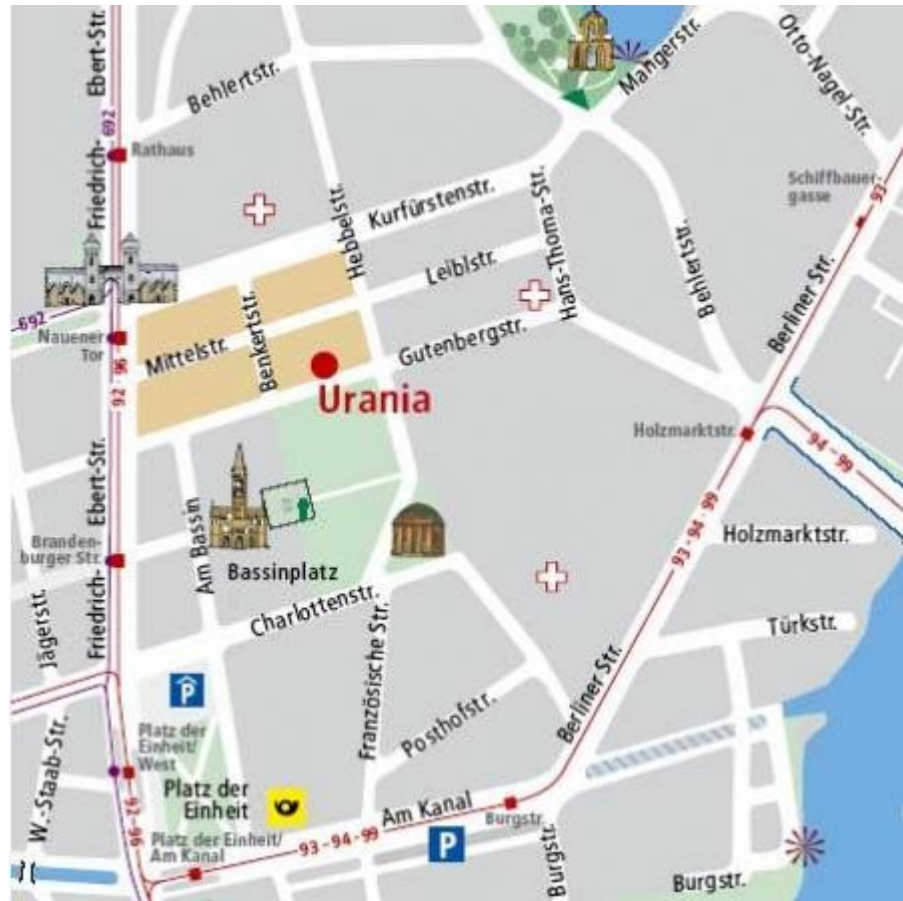 Ebert-Str.
692
Friedrich-
Behlertstr.
Rathaus
Mangerstr.
Otto-Nagel-Str.
Schiffbauer
gasse
93
Kurfürstenstr.
Hebbelstr.
Hans-Thoma-Str.
Leiblstr.
Behlertstr.
Berliner Str.
692
Nauener
Tor
92 - 96
Mittelstr.
Benkertstr.
Gutenbergstr.
Urania
Holzmarktstr.
94 - 99
Ebert-Str.
Friedrich-
Branden-
burger Str.
Am Bassin
Bassinplatz
93 - 94 - 99
Holzmarktstr.
Jägerstr.
Charlottenstr.
Französische Str.
Türkstr.
Berliner Str.
P
Posthofstr.
W.-Staab-Str.
Platz der
Einheit/
West
Platz der
Einheit
92-96
Platz der Einheit/
Am Kanal
93 - 94 - 99
Am Kanal
P
Burgstr.
Burgstr.
Burgstr.